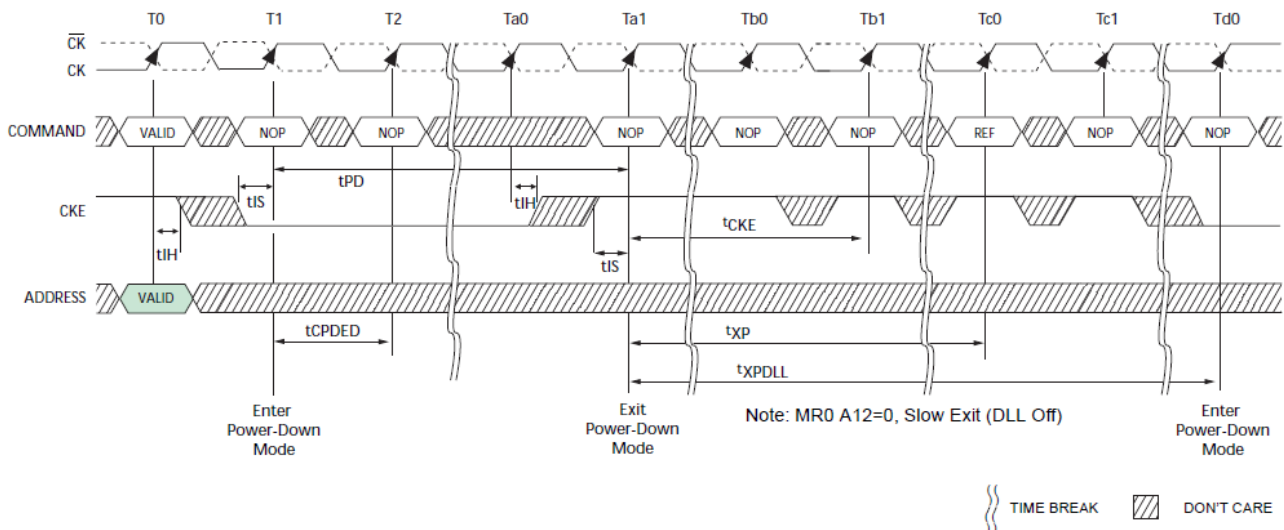 T0 T1 T2 Ta0 Ta1 Tb0 Tb1 Tc0 Tc1 Td0
CK
CK
COMMAND VALID NOP NOP NOP NOP NOP REF NOP NOP
tPD
tIS tIH
CKE
tCKE
tIH tIS
ADDRESS VALID
tCPDED tXP
tXPDLL
Enter
Power-Down
Mode
Exit
Power-Down
Mode
Note: MR0 A12=0, Slow Exit (DLL Off)
Enter
Power-Down
Mode
TIME BREAK DON'T CARE